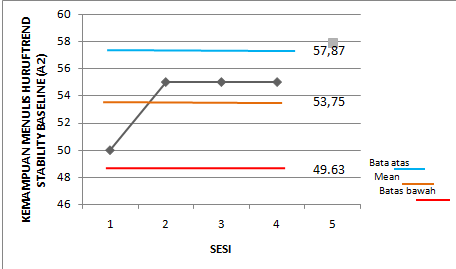 KEMAMPUAN MENULIS HURUFTREND
STABILITY BASELINE (A2)
60
58
56
54
52
50
48
46
57,87
53,75
49.63
1 2 3 4 5
SESI
Bata atas
Mean
Batas bawah